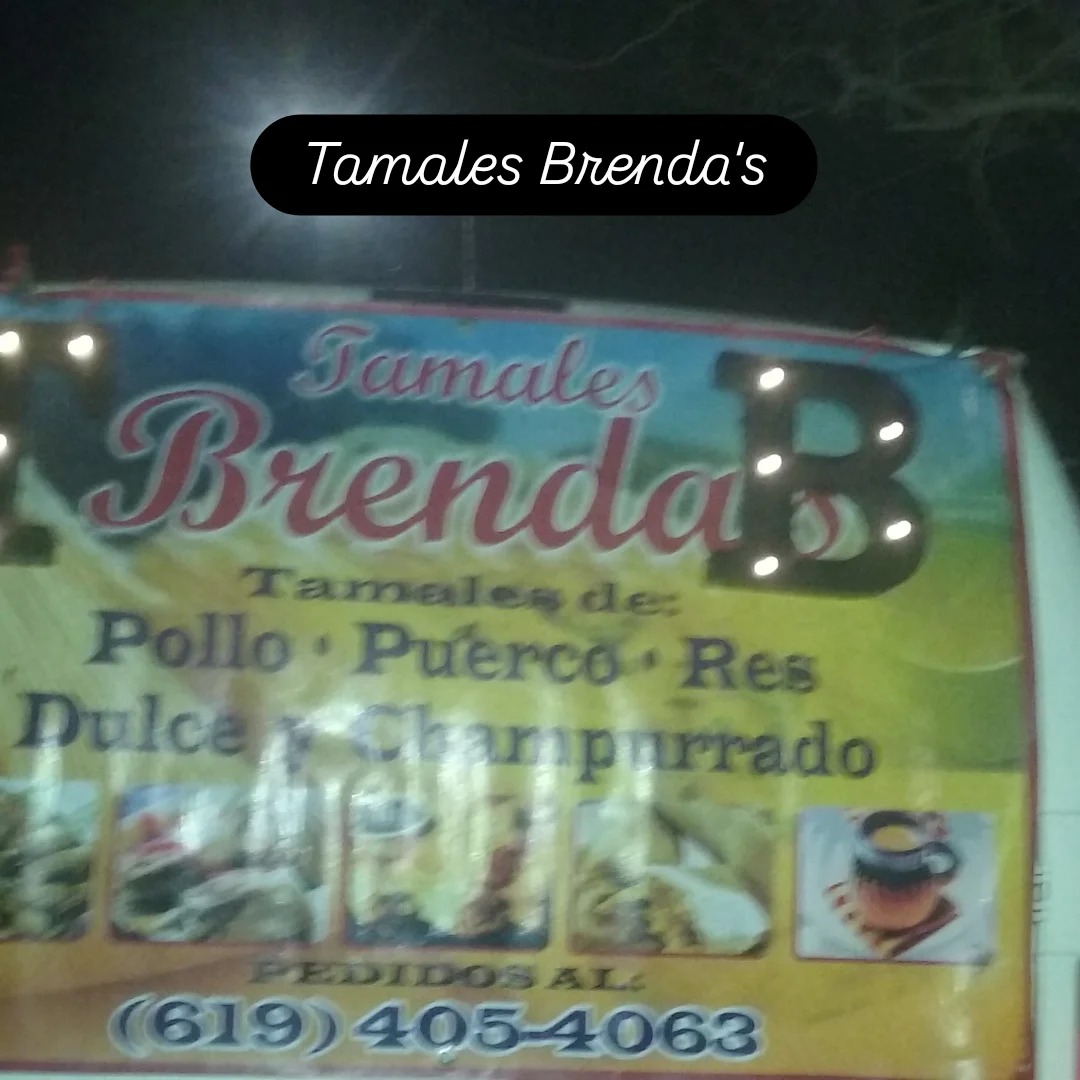 Tamales Brenda's
Tamales
Brenda's
T
B
Tamales de:
Pollo · Puerco · Res
Dulce y Champurrado
PEDIDOS AL:
(619) 405-4063